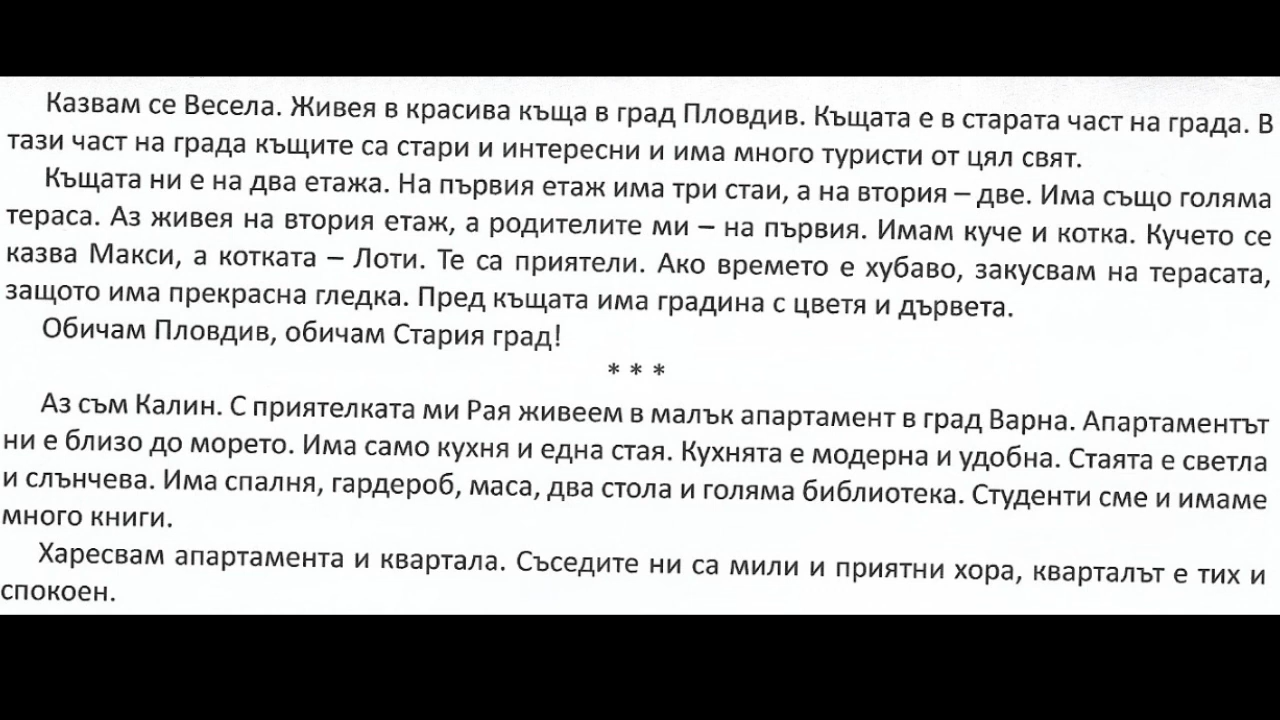 Казвам се Весела. Живея в красива къща в град Пловдив. Къщата е в старата част на града. В
тази част на града къщите са стари и интересни и има много туристи от цял свят.
Къщата ни е на два етажа. На първия етаж има три стаи, а на втория – две. Има също голяма
тераса. Аз живея на втория етаж, а родителите ми – на първия. Имам куче и котка. Кучето се
казва Макси, а котката – Лоти. Те са приятели. Ако времето е хубаво, закусвам на терасата,
защото има прекрасна гледка. Пред къщата има градина с цветя и дървета.
Обичам Пловдив, обичам Стария град!
* * *
Аз съм Калин. С приятелката ми Рая живеем в малък апартамент в град Варна. Апартаментът
ни е близо до морето. Има само кухня и една стая. Кухнята е модерна и удобна. Стаята е светла
и слънчева. Има спалня, гардероб, маса, два стола и голяма библиотека. Студенти сме и имаме
много книги.
Харесвам апартамента и квартала. Съседите ни са мили и приятни хора, кварталът е тих и
спокоен.